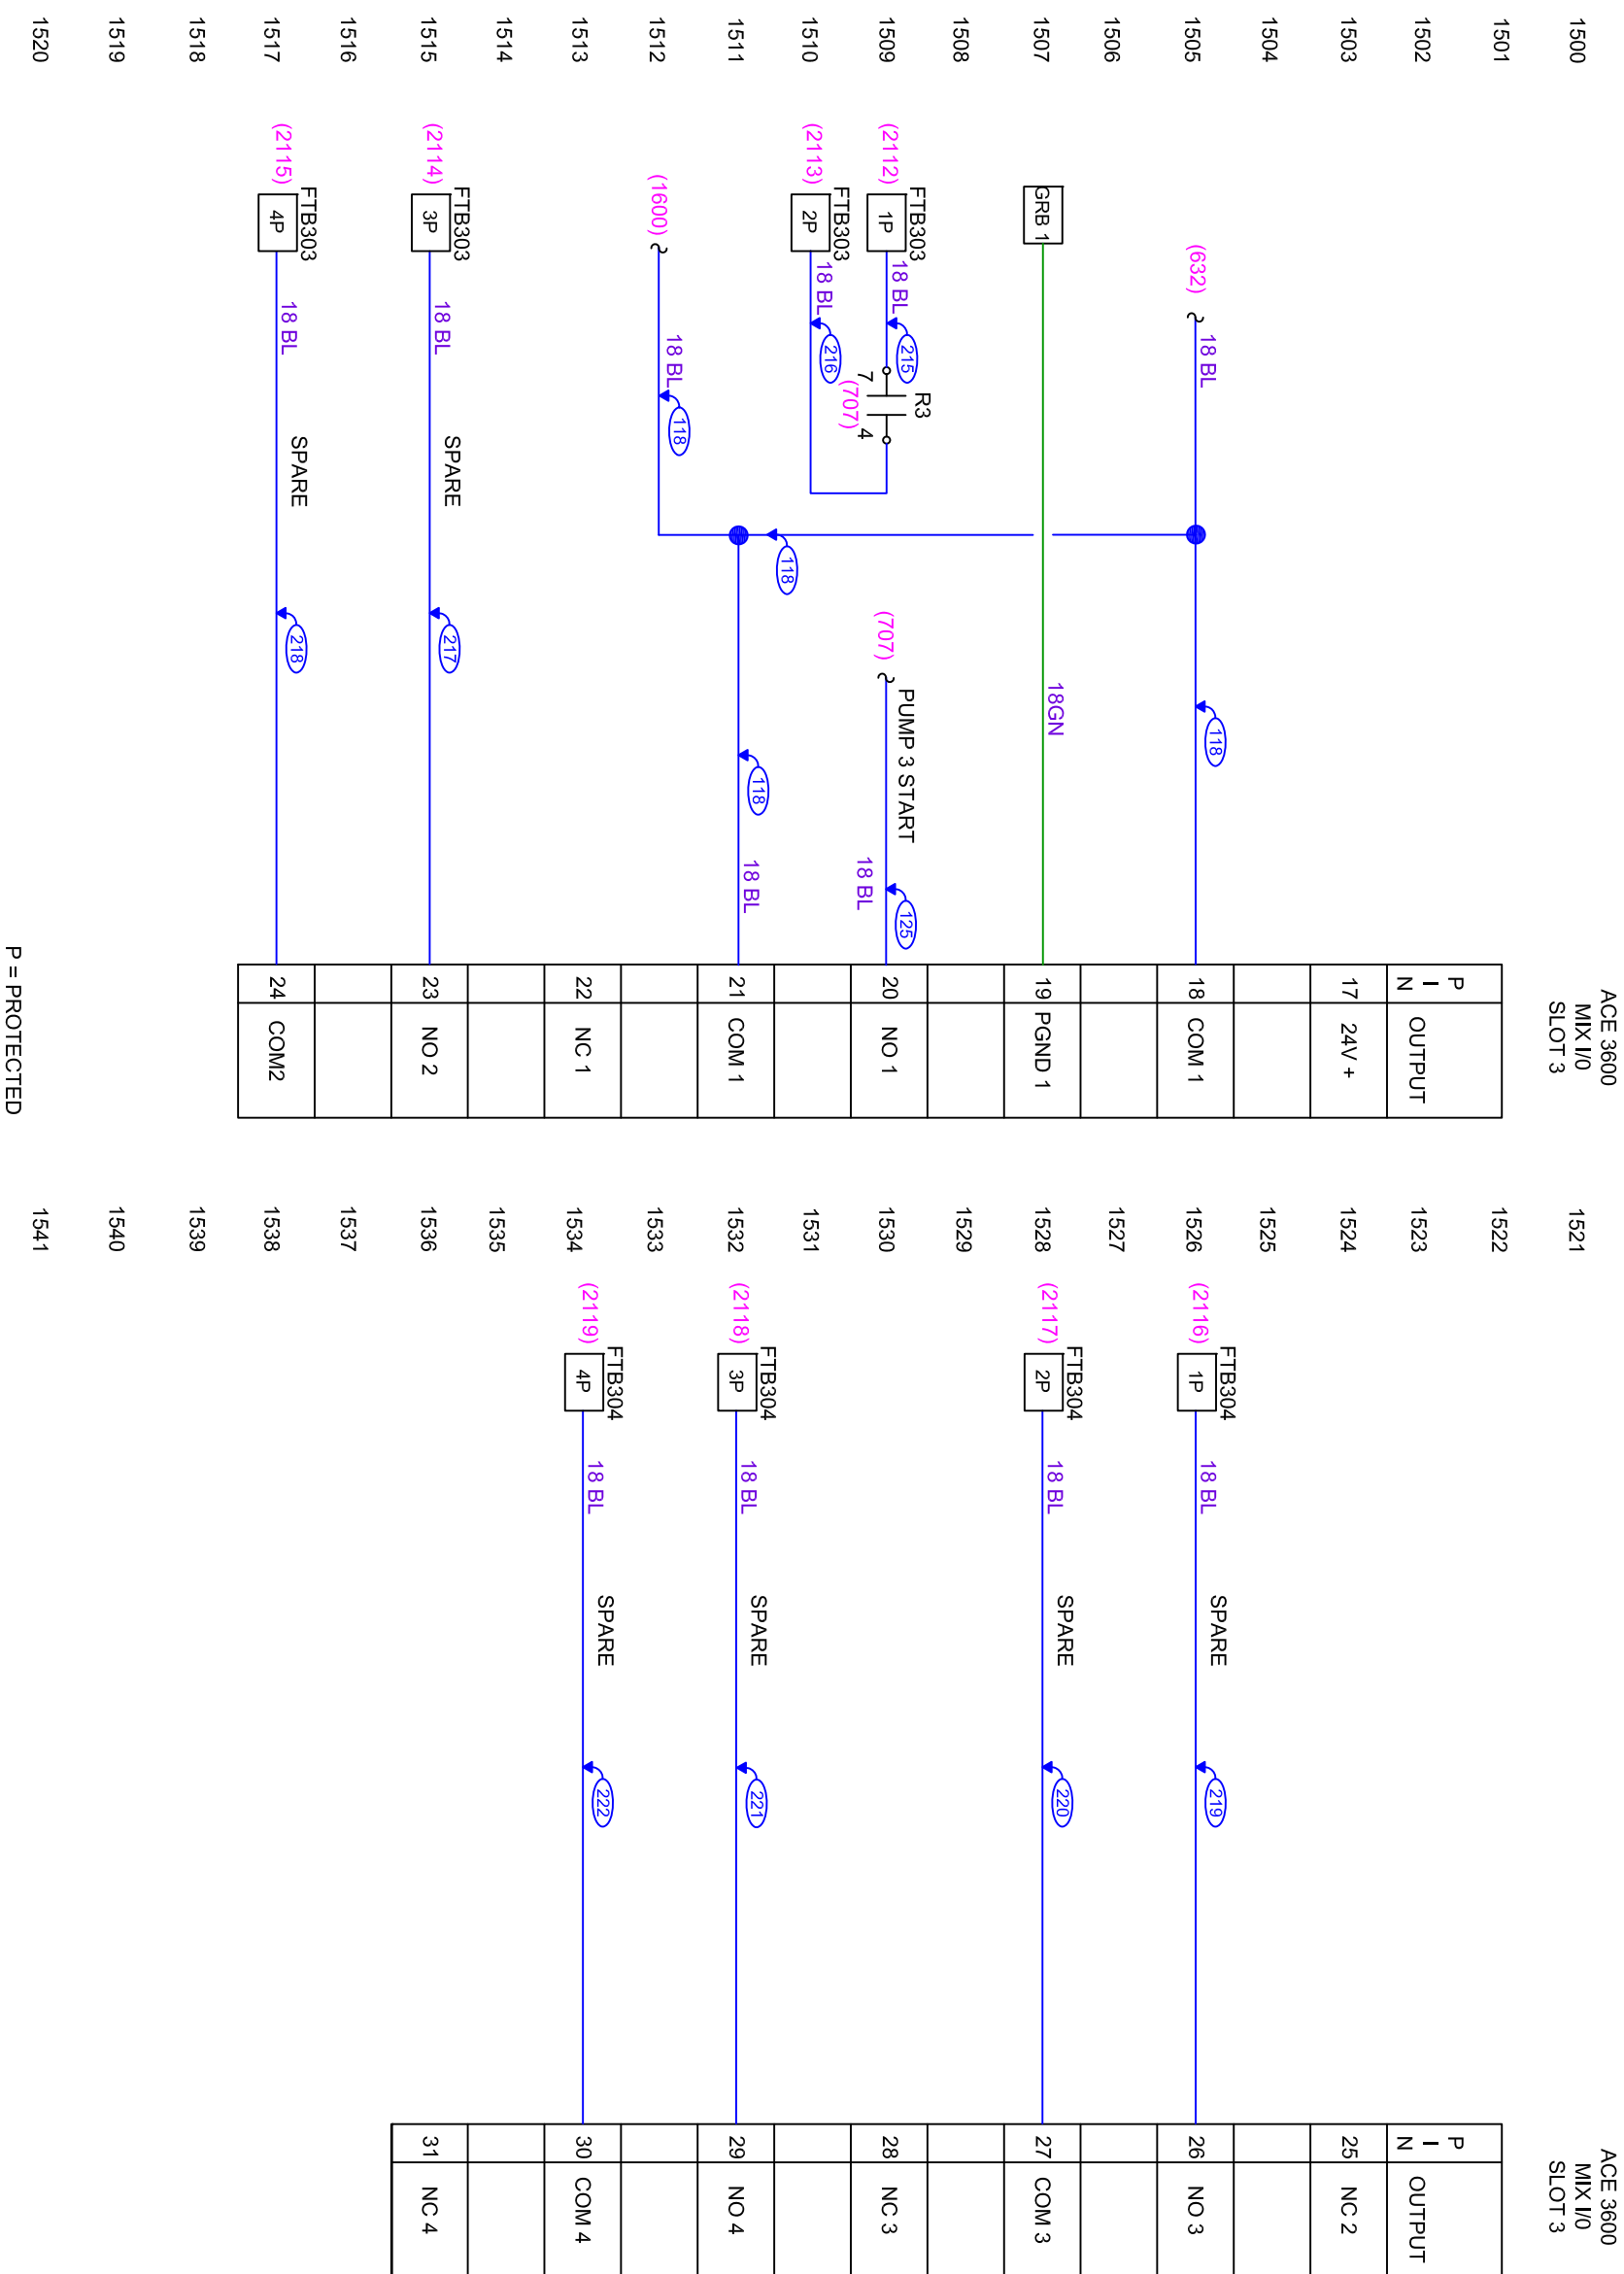 ACE 3600
MIX I/0
SLOT 3
1500
1501
1502
PIN OUTPUT
1503
17 24V +
1504
1505 (632) 18 BL 118 18 COM 1
1506
1507 GRB 1 18GN 19 PGND 1
1508
FTB303 R3 PUMP 3 START
1509 (2112) 1P 18 BL 215 7 4 (707) 125 18 BL 20 NO 1
(707)
FTB303
1510 (2113) 2P 18 BL 216
118
1511 118 18 BL 21 COM 1
1512 (1600) 18 BL 118
1513 22 NC 1
1514
FTB303
1515 (2114) 3P 18 BL SPARE 217 23 NO 2
1516
FTB303
1517 (2115) 4P 18 BL SPARE 218 24 COM2
1518
1519
1520
P = PROTECTED
ACE 3600
MIX I/0
SLOT 3
1521
1522
1523
PIN OUTPUT
1524 25 NC 2
1525
FTB304
1526 (2116) 1P 18 BL SPARE 219 26 NO 3
1527
FTB304
1528 (2117) 2P 18 BL SPARE 220 27 COM 3
1529
1530 28 NC 3
1531
FTB304
1532 (2118) 3P 18 BL SPARE 221 29 NO 4
1533
FTB304
1534 (2119) 4P 18 BL SPARE 222 30 COM 4
1535
1536 31 NC 4
1537
1538
1539
1540
1541